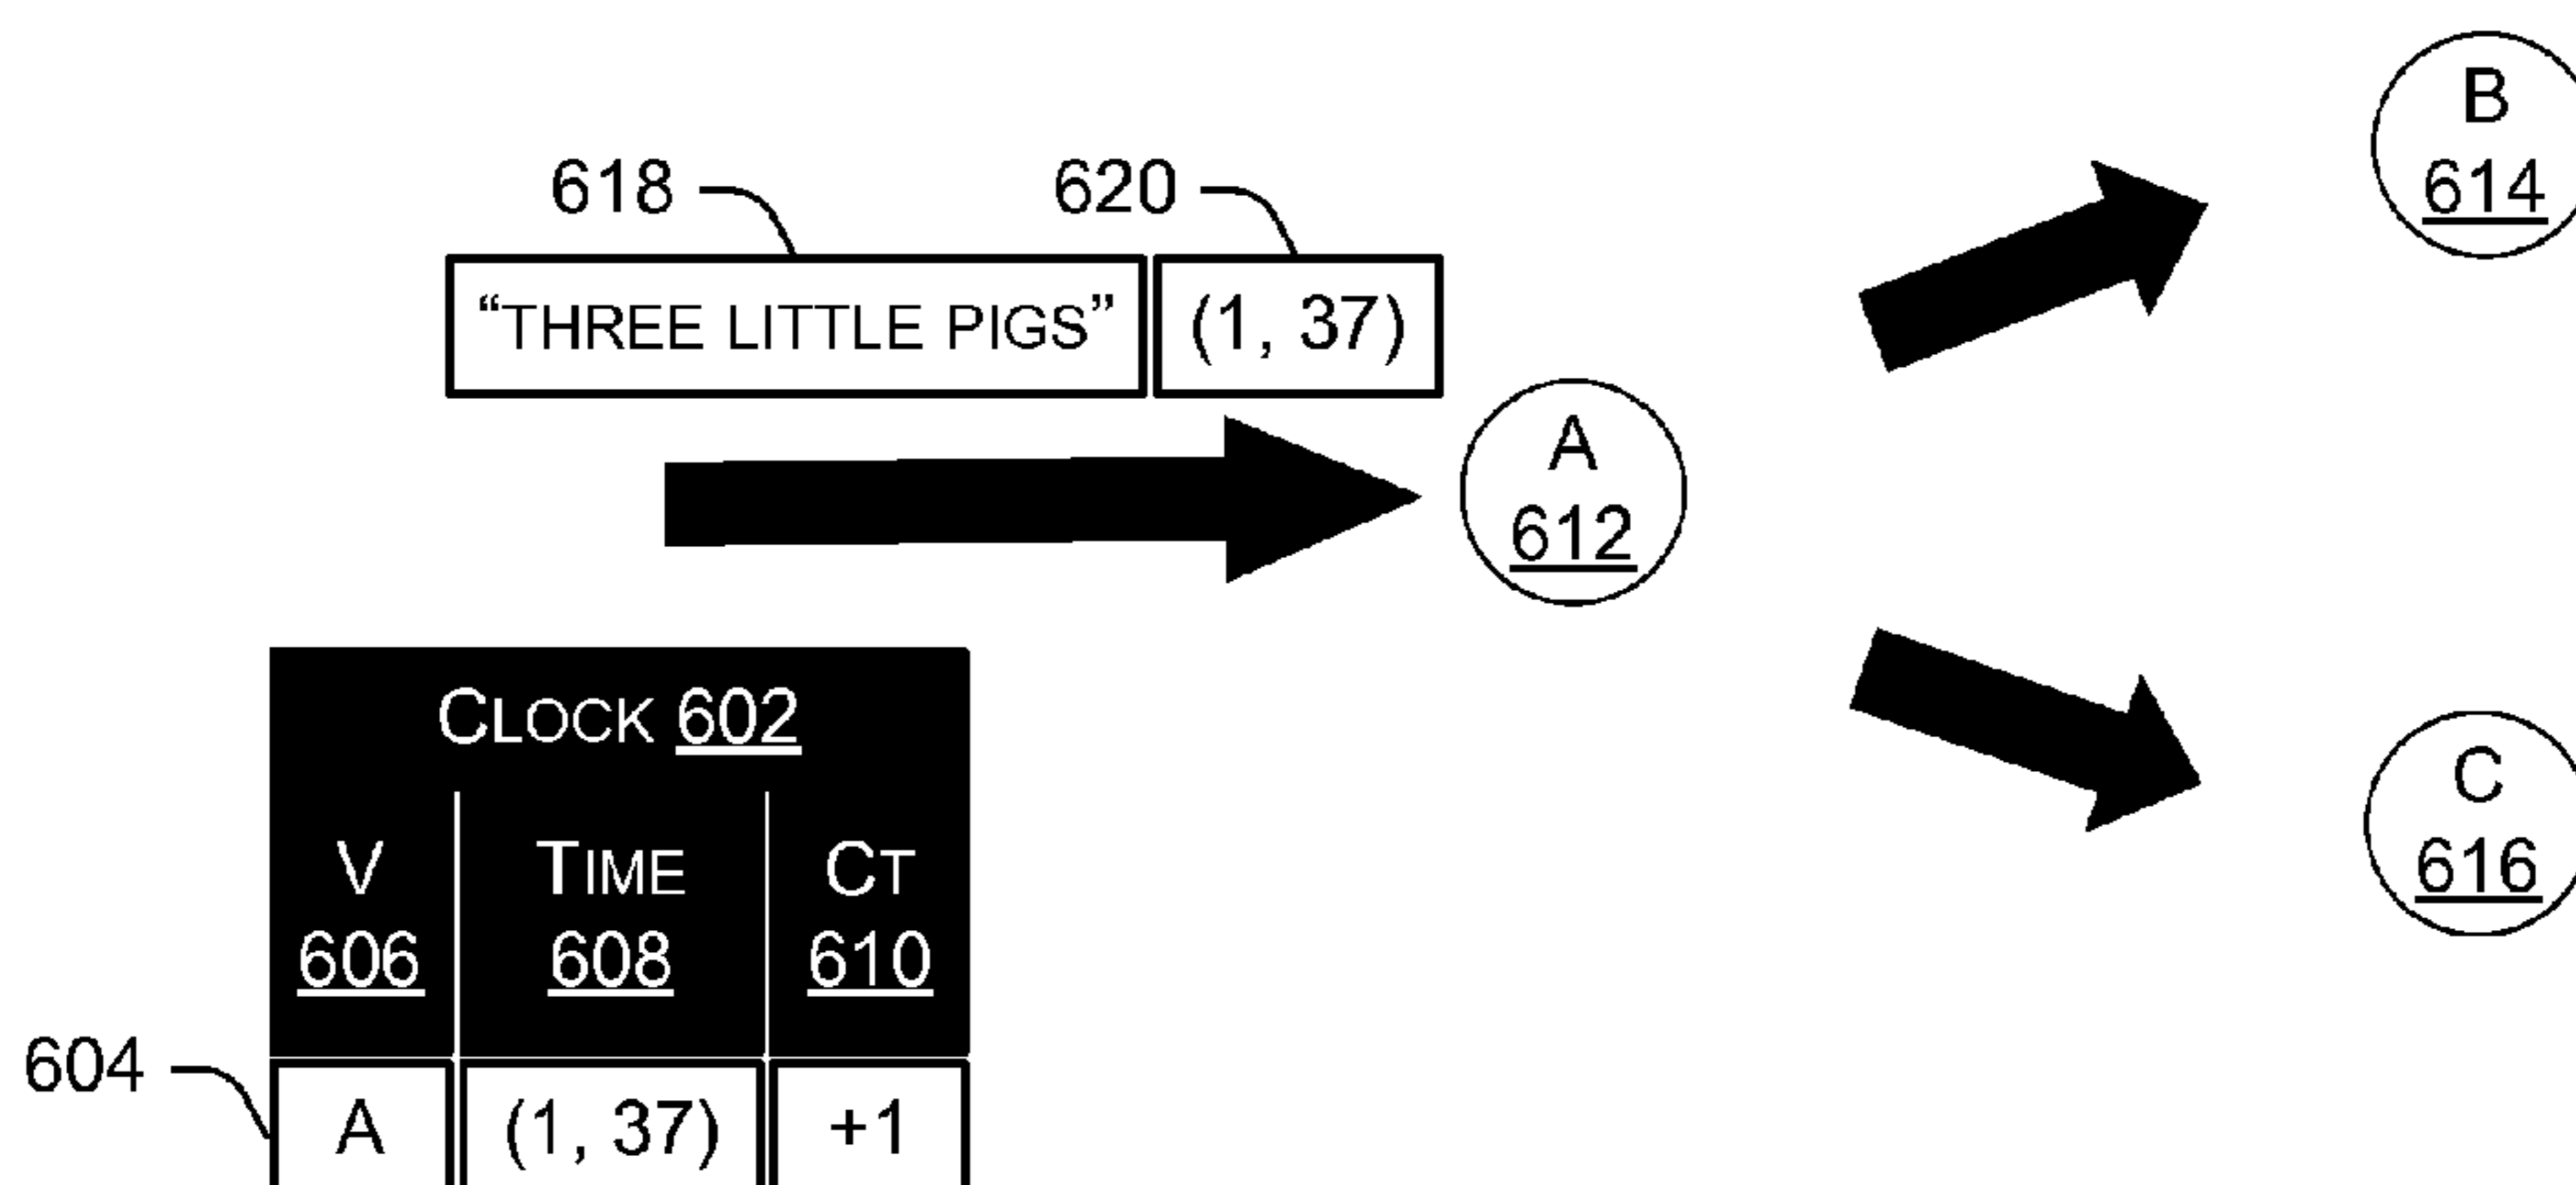 B
614
618
620
“THREE LITTLE PIGS” (1, 37)
A
612
CLOCK 602
V TIME CT
606 608 610
C
616
604
A (1, 37) +1